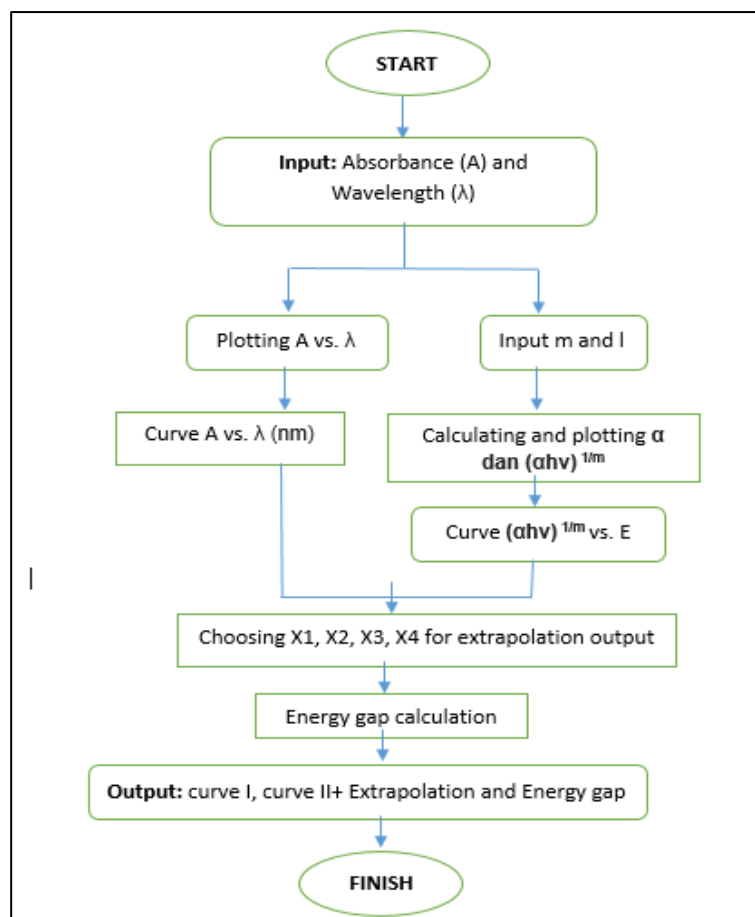 START
Input: Absorbance (A) and
Wavelength (λ)
Plotting A vs. λ
Input m and l
Curve A vs. λ (nm)
Calculating and plotting α
dan (αhv) 1/m
Curve (αhv) 1/m vs. E
Choosing X1, X2, X3, X4 for extrapolation output
Energy gap calculation
Output: curve I, curve II+ Extrapolation and Energy gap
FINISH